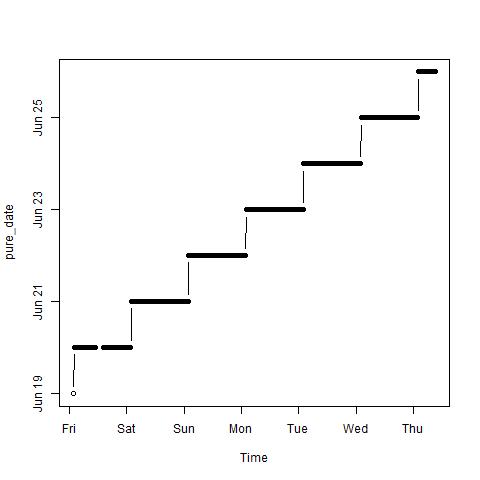 pure_date
Jun 25
Jun 23
Jun 21
Jun 19
Fri Sat Sun Mon Tue Wed Thu
Time